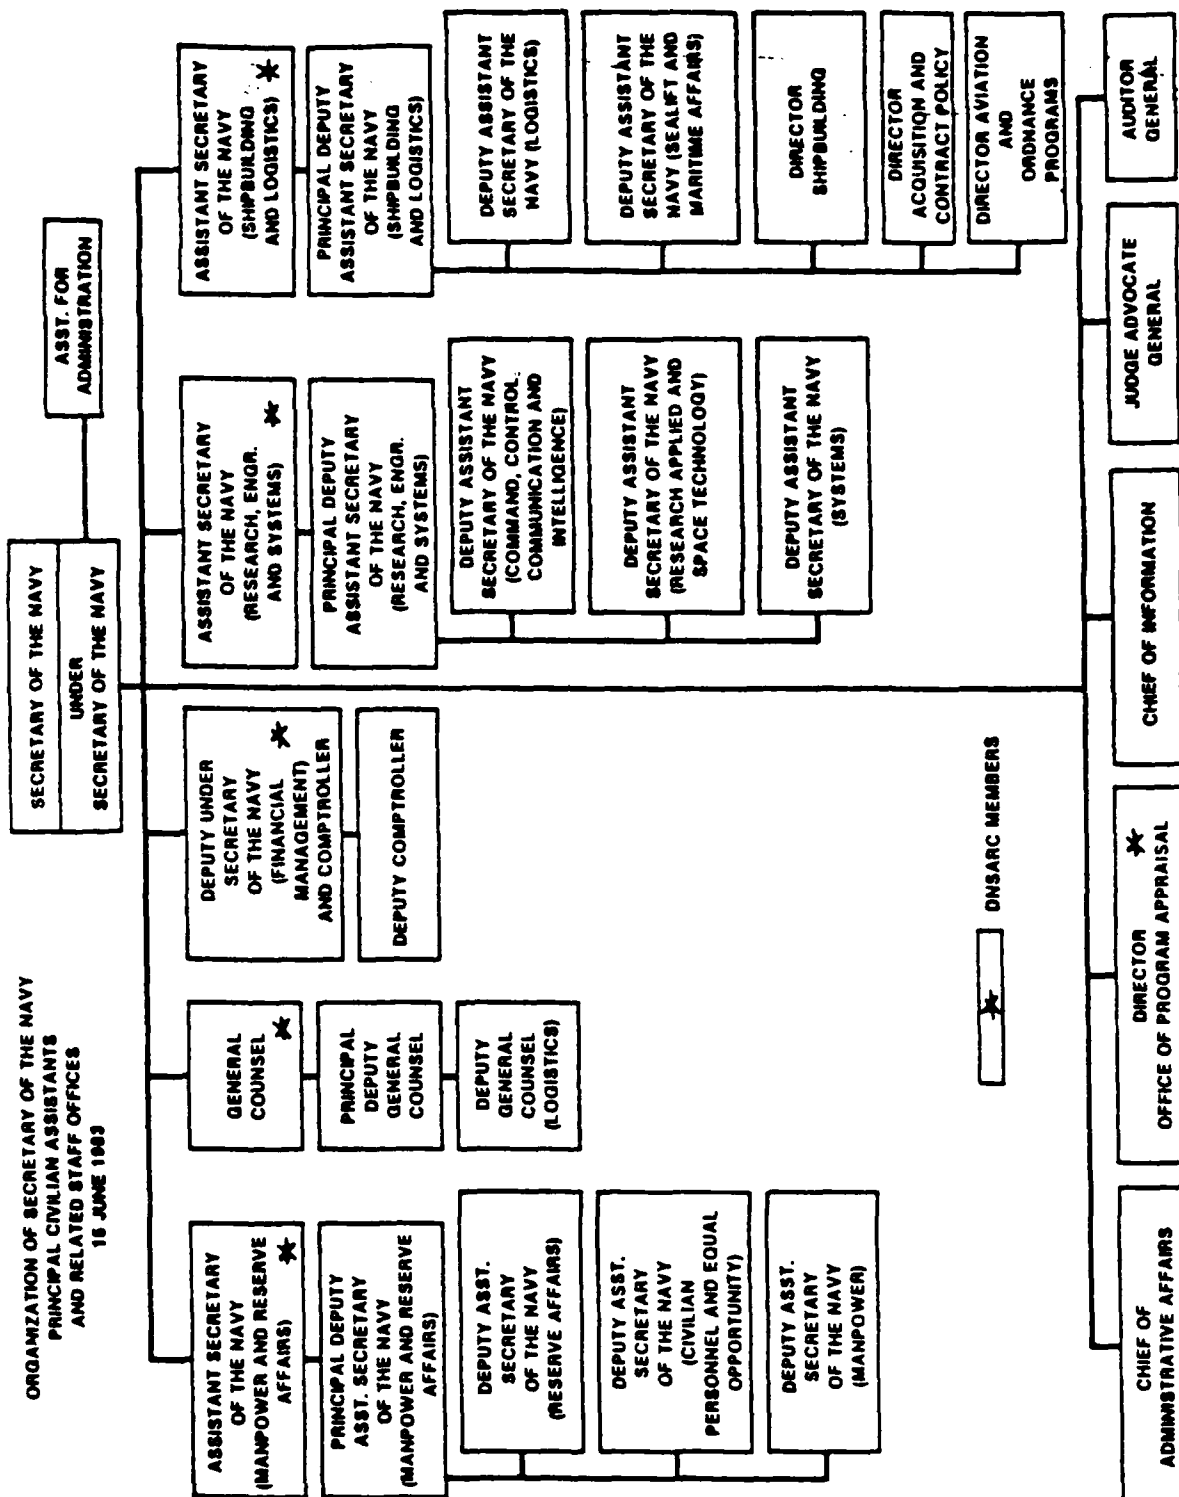 ORGANIZATION OF SECRETARY OF THE NAVY
PRINCIPAL CIVILIAN ASSISTANTS
AND RELATED STAFF OFFICES
15 JUNE 1983
SECRETARY OF THE NAVY
UNDER
SECRETARY OF THE NAVY
ASST. FOR
ADMINISTRATION
ASSISTANT SECRETARY
OF THE NAVY
(MANPOWER AND RESERVE
AFFAIRS)
PRINCIPAL DEPUTY
ASST. SECRETARY
OF THE NAVY
(MANPOWER AND RESERVE
AFFAIRS)
DEPUTY ASST.
SECRETARY
OF THE NAVY
(RESERVE AFFAIRS)
DEPUTY ASST.
SECRETARY
OF THE NAVY
(CIVILIAN
PERSONNEL AND EQUAL
OPPORTUNITY)
DEPUTY ASST.
SECRETARY
OF THE NAVY
(MANPOWER)
GENERAL
COUNSEL
PRINCIPAL
DEPUTY
GENERAL
COUNSEL
DEPUTY
GENERAL
COUNSEL
(LOGISTICS)
DEPUTY UNDER
SECRETARY
OF THE NAVY
(FINANCIAL
MANAGEMENT)
AND COMPTROLLER
DEPUTY COMPTROLLER
ASSISTANT SECRETARY
OF THE NAVY
(RESEARCH, ENGR.
AND SYSTEMS)
PRINCIPAL DEPUTY
ASSISTANT SECRETARY
OF THE NAVY
(RESEARCH, ENGR.
AND SYSTEMS)
DEPUTY ASSISTANT
SECRETARY OF THE NAVY
(COMMAND, CONTROL,
COMMUNICATION AND
INTELLIGENCE)
DEPUTY ASSISTANT
SECRETARY OF THE NAVY
(RESEARCH APPLIED AND
SPACE TECHNOLOGY)
DEPUTY ASSISTANT
SECRETARY OF THE NAVY
(SYSTEMS)
ASSISTANT SECRETARY
OF THE NAVY
(SHIPBUILDING
AND LOGISTICS)
PRINCIPAL DEPUTY
ASSISTANT SECRETARY
OF THE NAVY
(SHIPBUILDING
AND LOGISTICS)
DEPUTY ASSISTANT
SECRETARY OF THE
NAVY (LOGISTICS)
DEPUTY ASSISTANT
SECRETARY OF THE
NAVY (SEALIFT AND
MARITIME AFFAIRS)
DIRECTOR
SHIPBUILDING
DIRECTOR
ACQUISITION AND
CONTRACT POLICY
DIRECTOR AVIATION
AND
ORDNANCE
PROGRAMS
DNSARC MEMBERS
CHIEF OF
ADMINISTRATIVE AFFAIRS
DIRECTOR
OFFICE OF PROGRAM APPRAISAL
CHIEF OF INFORMATION
JUDGE ADVOCATE
GENERAL
AUDITOR
GENERAL